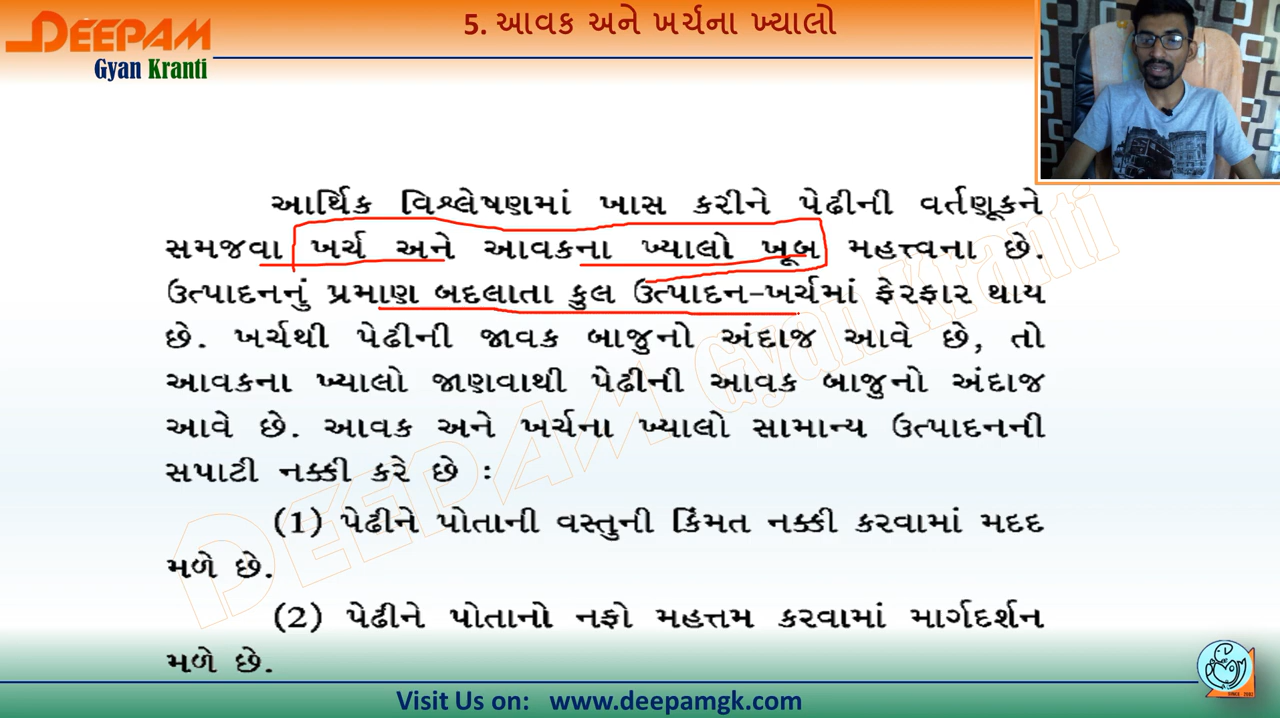 DEEPAM
Gyan Kranti
5. આવક અને ખર્ચના ખ્યાલો
આર્થિક વિશ્લેષણમાં ખાસ કરીને પેઢીની વર્તણૂકને
સમજવા ખર્ચ અને આવકના ખ્યાલો ખૂબ મહત્ત્વના છે.
ઉત્પાદનનું પ્રમાણ બદલાતા કુલ ઉત્પાદન-ખર્ચમાં ફેરફાર થાય
છે. ખર્ચથી પેઢીની જાવક બાજુનો અંદાજ આવે છે, તો
આવકના ખ્યાલો જાણવાથી પેઢીની આવક બાજુનો અંદાજ
આવે છે. આવક અને ખર્ચના ખ્યાલો સામાન્ય ઉત્પાદનની
સપાટી નક્કી કરે છે :
(1) પેઢીને પોતાની વસ્તુની કિંમત નક્કી કરવામાં મદદ
મળે છે.
(2) પેઢીને પોતાનો નફો મહત્તમ કરવામાં માર્ગદર્શન
મળે છે.
DEEPAM Gyan Kranti
Visit Us on: www.deepamgk.com